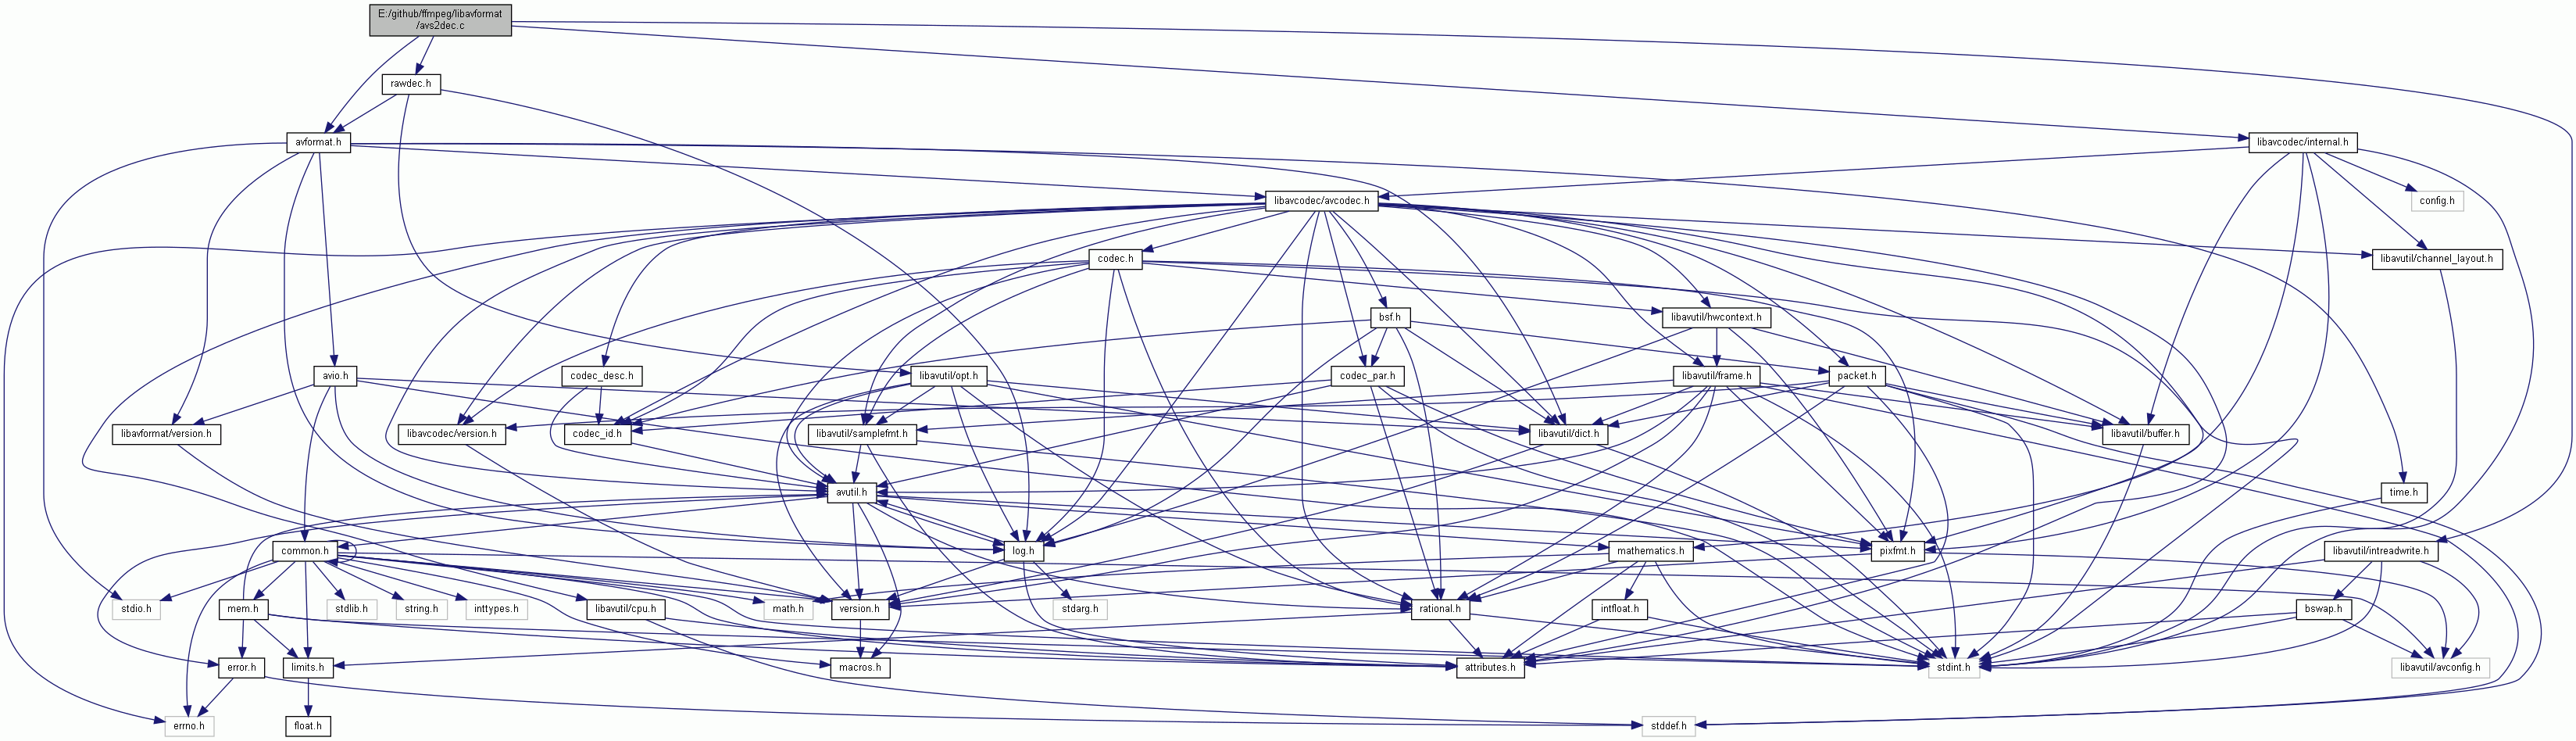 E:/github/ffmpeg/libavformat
/avs2dec.c
rawdec.h
avformat.h
libavcodec/internal.h
libavcodec/avcodec.h
config.h
codec.h
libavutil/channel_layout.h
bsf.h
libavutil/hwcontext.h
avio.h
codec_desc.h
libavutil/opt.h
codec_par.h
libavutil/frame.h
packet.h
libavformat/version.h
libavcodec/version.h
codec_id.h
libavutil/samplefmt.h
libavutil/dict.h
libavutil/buffer.h
avutil.h
time.h
common.h
log.h
mathematics.h
pixfmt.h
libavutil/intreadwrite.h
stdio.h
mem.h
stdlib.h
string.h
inttypes.h
libavutil/cpu.h
math.h
version.h
stdarg.h
rational.h
intfloat.h
bswap.h
error.h
limits.h
macros.h
attributes.h
stdint.h
libavutil/avconfig.h
errno.h
float.h
stddef.h